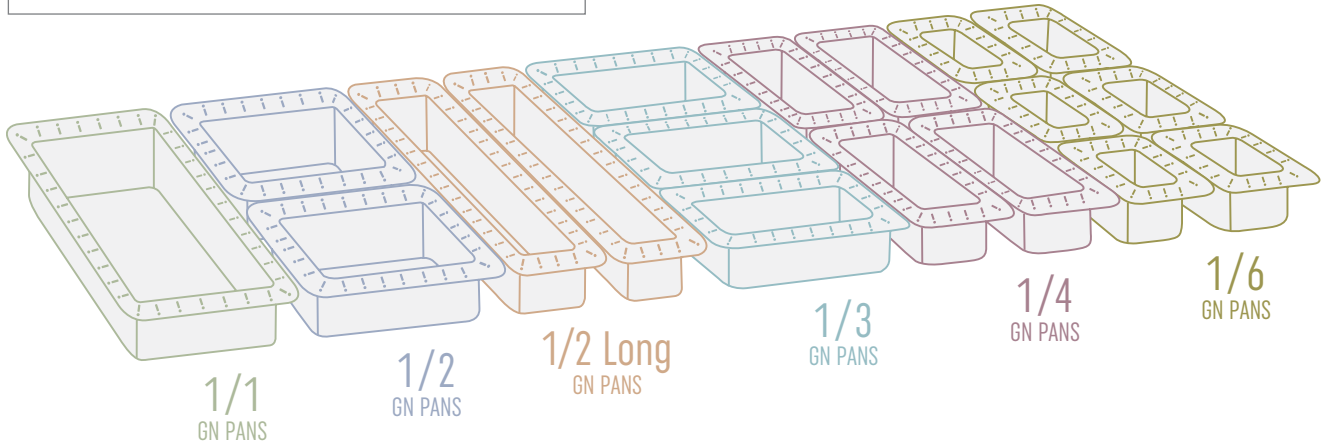 1/1
GN PANS
1/2
GN PANS
1/2 Long
GN PANS
1/3
GN PANS
1/4
GN PANS
1/6
GN PANS